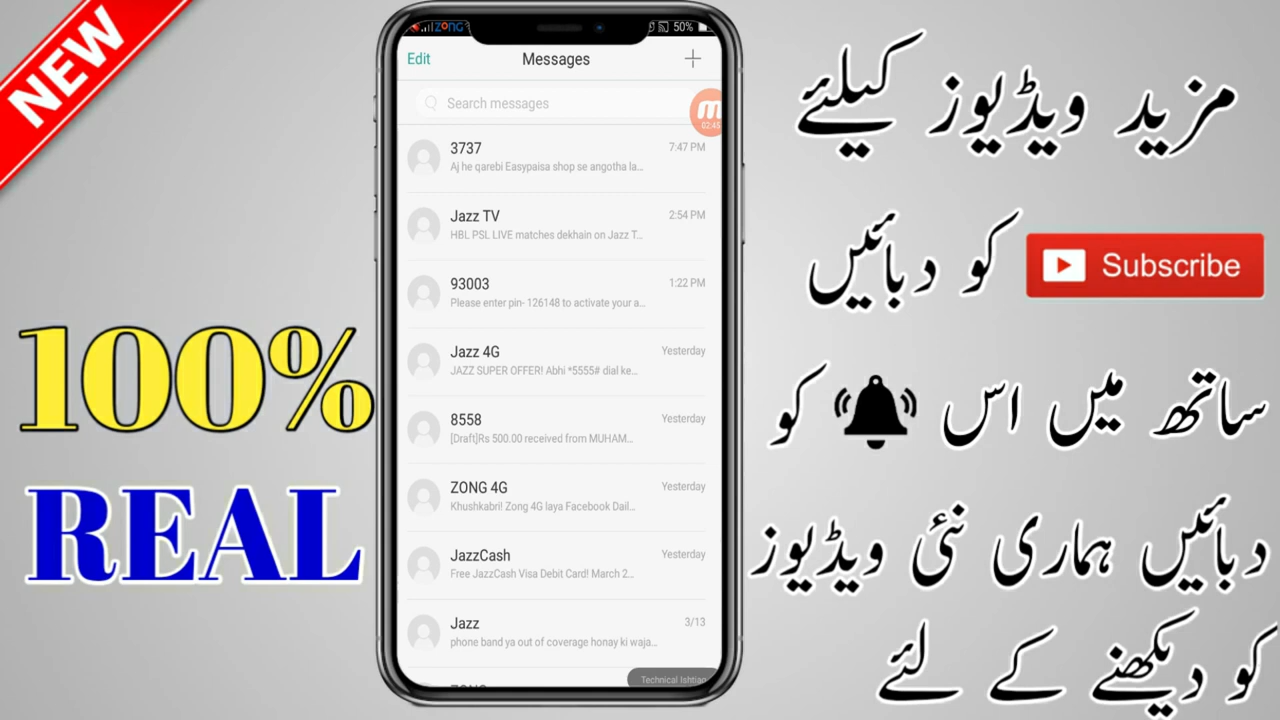 NEW
100%
REAL
ZONG
50%
Edit
Messages
Search messages
02:45
3737
7:47 PM
Aj he qarebi Easypaisa shop se angotha la...
Jazz TV
2:54 PM
HBL PSL LIVE matches dekhain on Jazz T...
93003
1:22 PM
Please enter pin- 126148 to activate your a...
Jazz 4G
Yesterday
JAZZ SUPER OFFER! Abhi *5555# dial ke...
8558
Yesterday
[Draft]Rs 500.00 received from MUHAM...
ZONG 4G
Yesterday
Khushkabri! Zong 4G laya Facebook Dail...
JazzCash
Yesterday
Free JazzCash Visa Debit Card! March 2...
Jazz
3/13
phone band ya out of coverage honay ki waja...
Technical Ishtiaq
مزید ویڈیوز کیلئے
Subscribe کو دبائیں
ساتھ میں اس کو
دبائیں ہماری نئی ویڈیوز
کو دیکھنے کے لئے